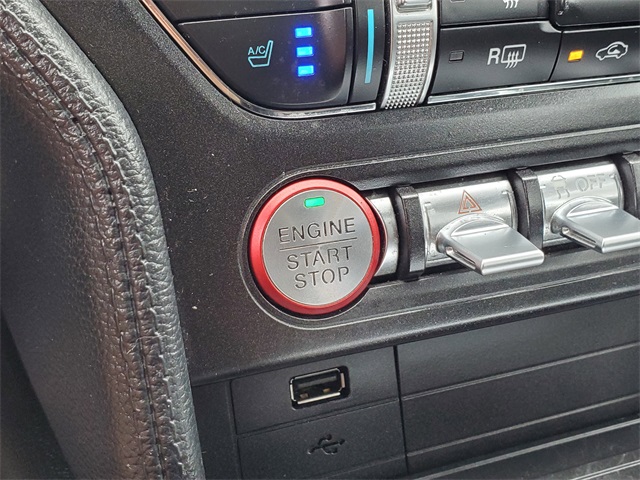 A/C
R
ENGINE
START
STOP
OFF